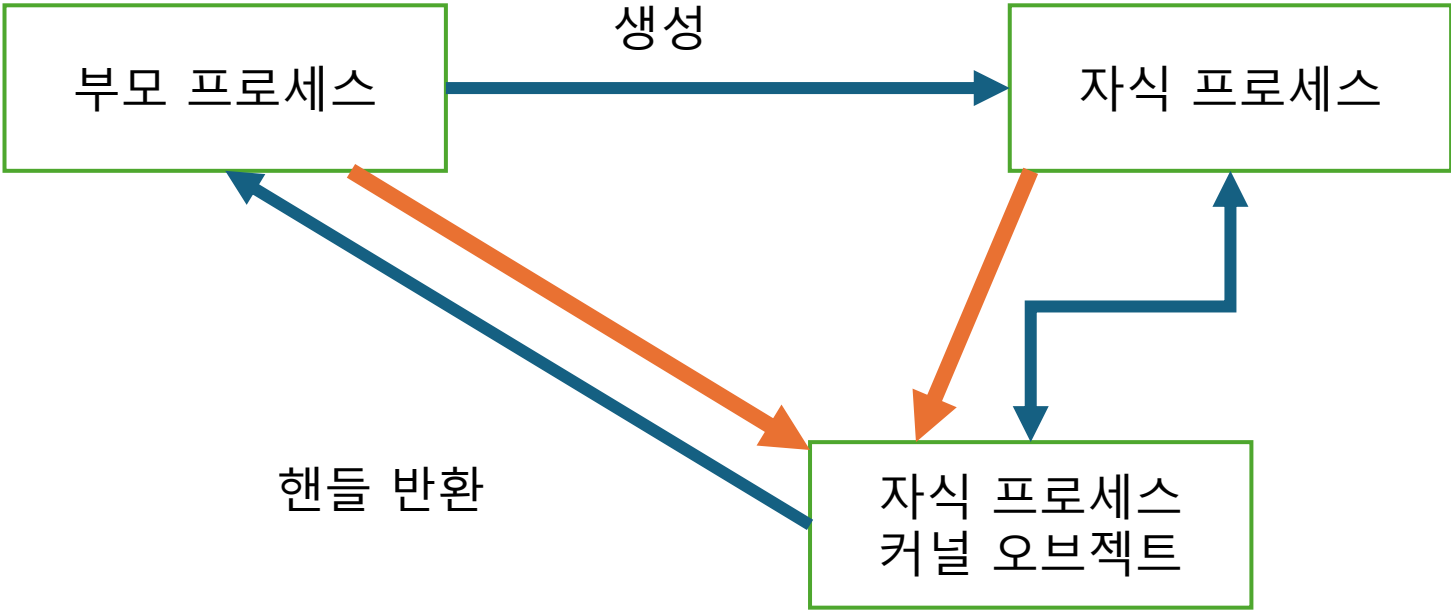 생성
부모 프로세스
자식 프로세스
핸들 반환
자식 프로세스
커널 오브젝트